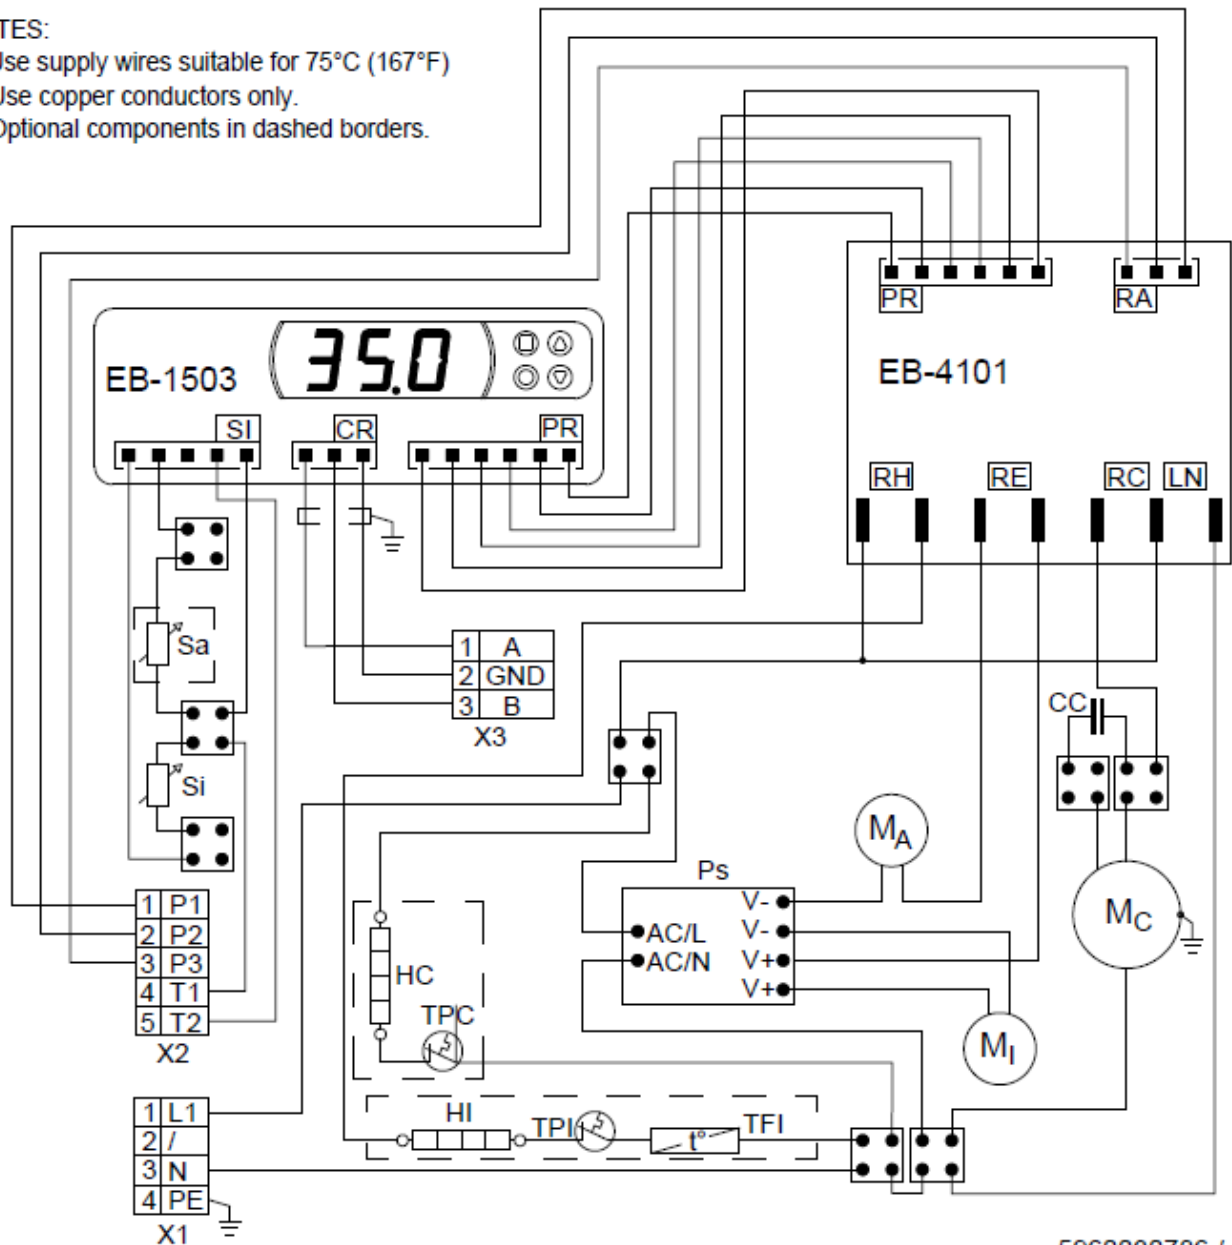 TES:
Use supply wires suitable for 75°C (167°F)
Use copper conductors only.
Optional components in dashed borders.
PR
RA
EB-4101
EB-1503
35.0
SI
CR
PR
RH
RE
RC
LN
Sa
1 A
2 GND
3 B
X3
CC
Si
MA
Ps
V-
AC/L
V-
AC/N
V+
V+
MC
1 P1
2 P2
3 P3
4 T1
5 T2
X2
HC
TPC
MI
1 L1
2 /
3 N
4 PE
X1
HI
TPI
t°
TFI